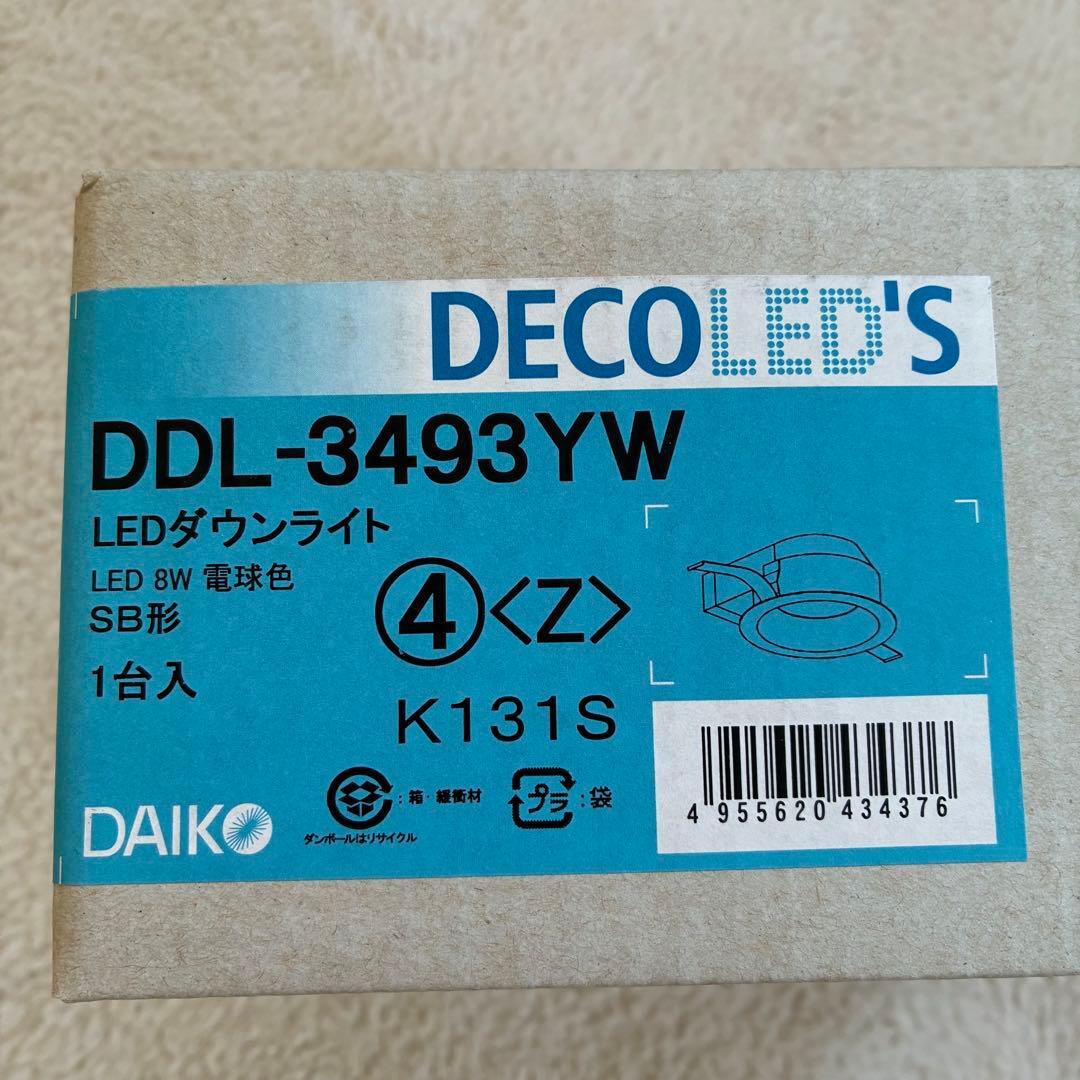 DECOLED'S
DDL-3493YW
LEDダウンライト
LED 8W 電球色
SB形
1台入
④<Z>
K131S
:箱・緩衝材
ダンボールはリサイクル
プラ:袋
DAIKO
4 955620 434376